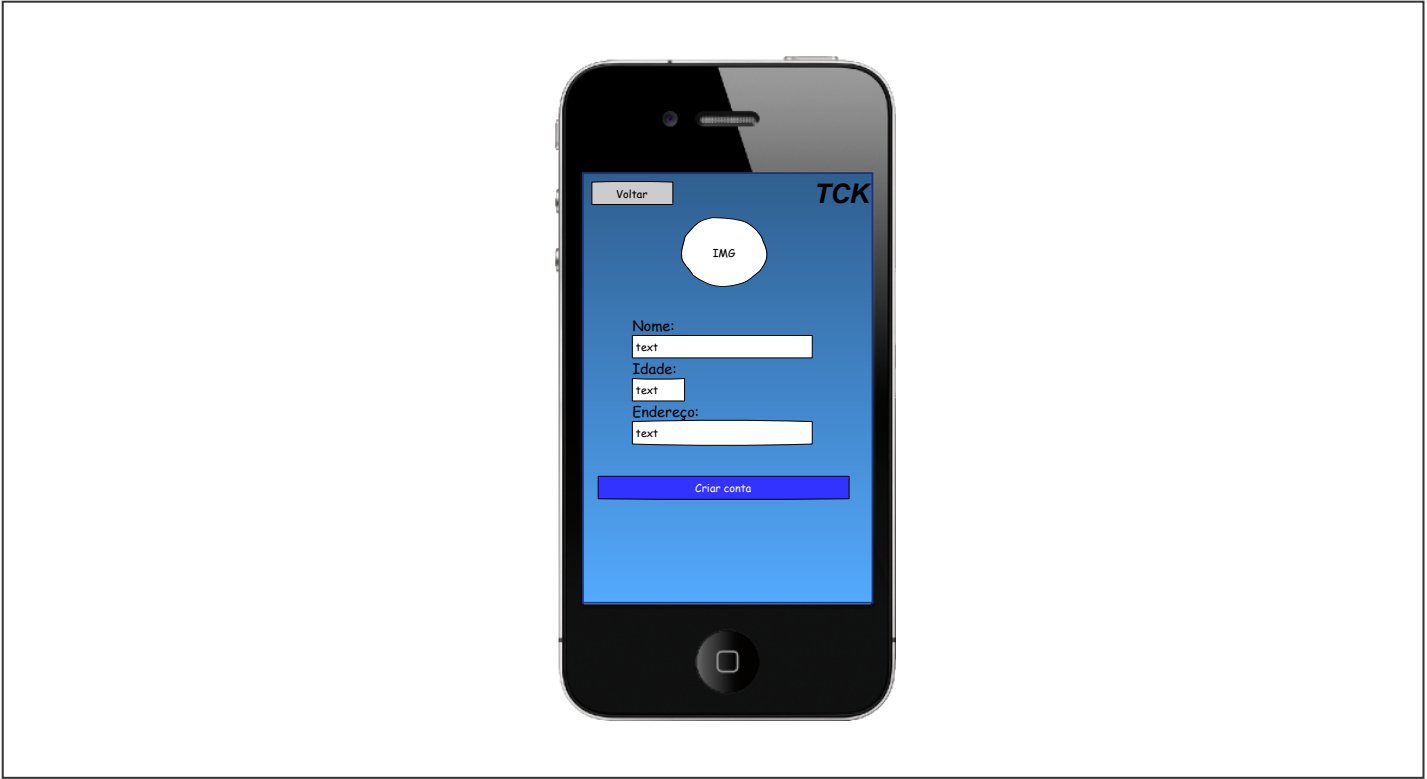 Voltar
TCK
IMG
Nome:
text
Idade:
text
Endereço:
text
Criar conta